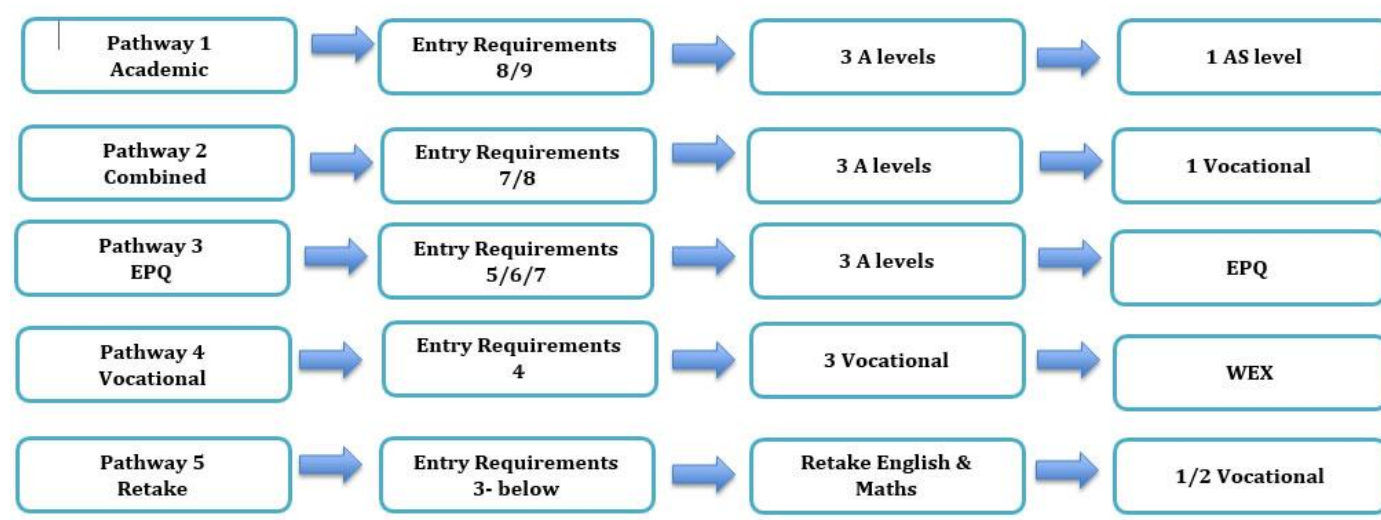 Pathway 1
Academic
Entry Requirements
8/9
3 A levels
1 AS level
Pathway 2
Combined
Entry Requirements
7/8
3 A levels
1 Vocational
Pathway 3
EPQ
Entry Requirements
5/6/7
3 A levels
EPQ
Pathway 4
Vocational
Entry Requirements
4
3 Vocational
WEX
Pathway 5
Retake
Entry Requirements
3- below
Retake English &
Maths
1/2 Vocational